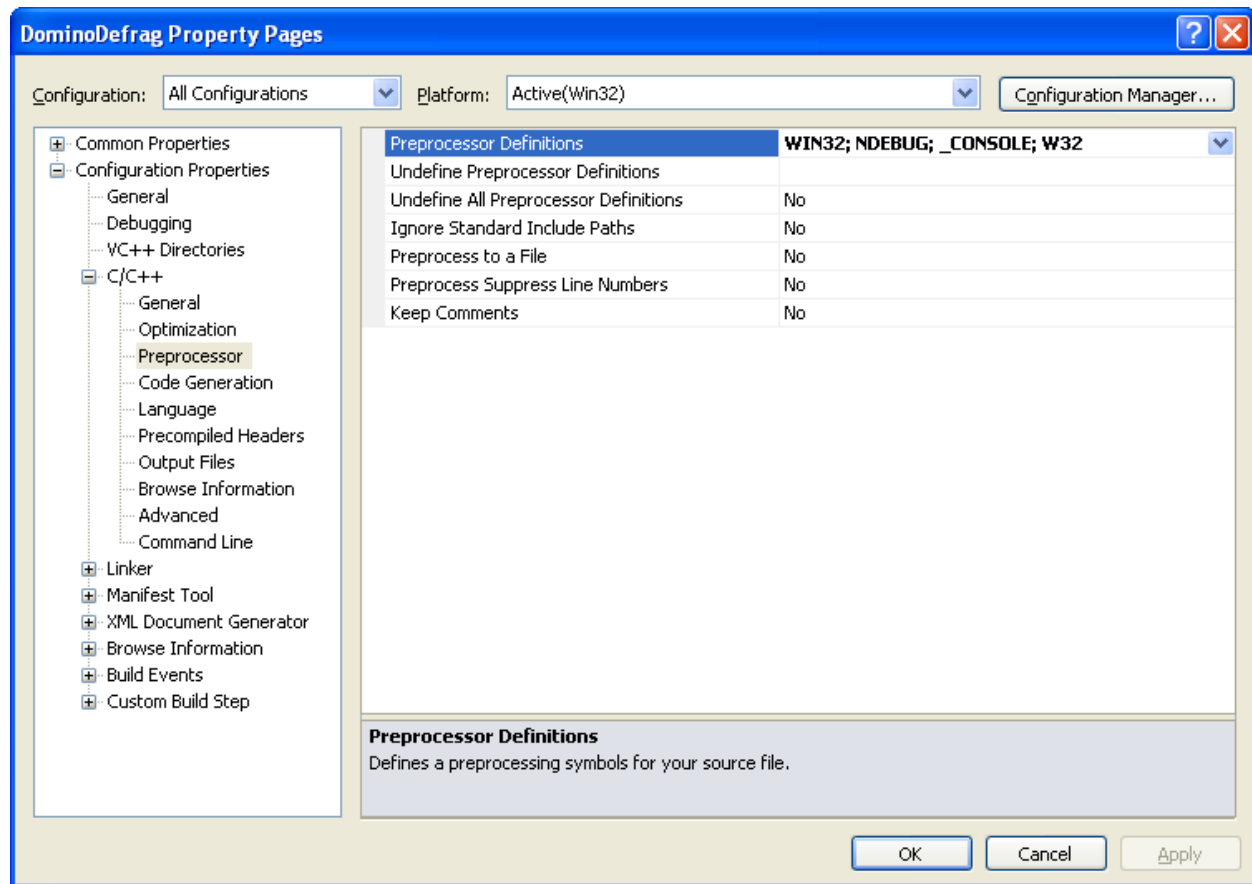 DominoDefrag Property Pages
Configuration: All Configurations Platform: Active(Win32) Configuration Manager...
Common Properties
Configuration Properties
General
Debugging
VC++ Directories
C/C++
General
Optimization
Preprocessor
Code Generation
Language
Precompiled Headers
Output Files
Browse Information
Advanced
Command Line
Linker
Manifest Tool
XML Document Generator
Browse Information
Build Events
Custom Build Step
Preprocessor Definitions WIN32; NDEBUG; _CONSOLE; W32
Undefine Preprocessor Definitions
Undefine All Preprocessor Definitions No
Ignore Standard Include Paths No
Preprocess to a File No
Preprocess Suppress Line Numbers No
Keep Comments No
Preprocessor Definitions
Defines a preprocessing symbols for your source file.
OK Cancel Apply